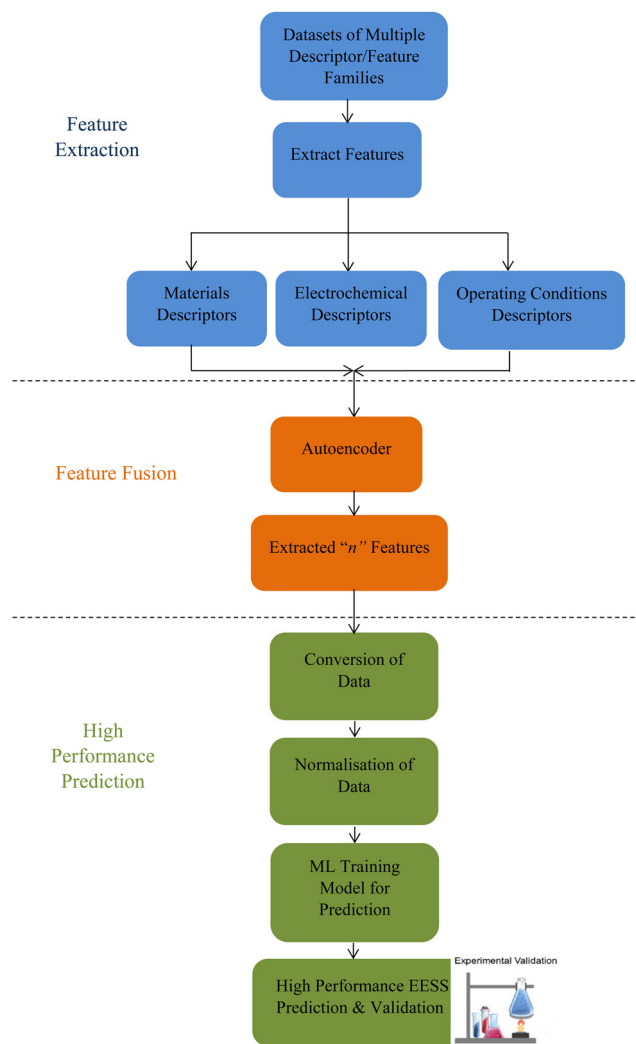 Datasets of Multiple
Descriptor/Feature
Families
Feature
Extraction
Extract Features
Materials
Descriptors
Electrochemical
Descriptors
Operating Conditions
Descriptors
Autoencoder
Feature Fusion
Extracted “n” Features
Conversion of
Data
High
Performance
Prediction
Normalisation of
Data
ML Training
Model for
Prediction
High Performance EESS
Prediction & Validation
Experimental Validation